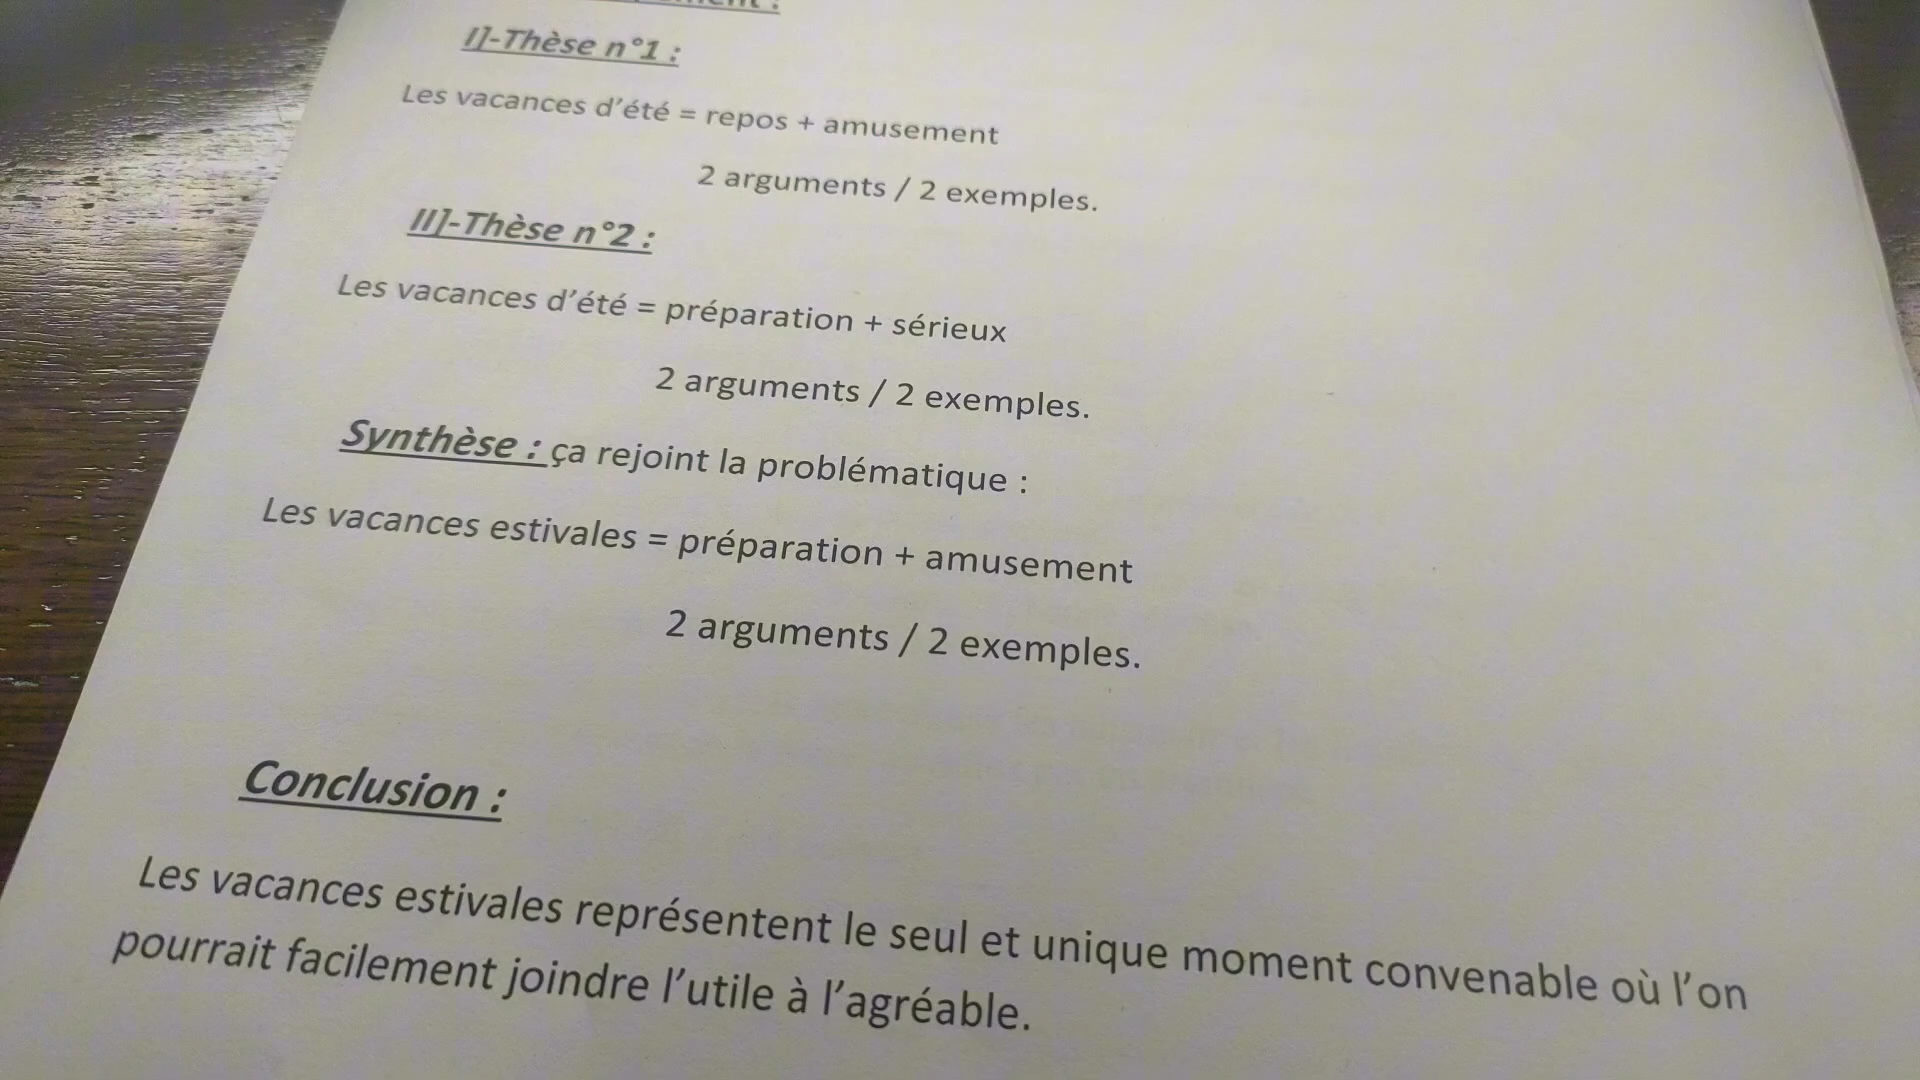 I]-Thèse n°1 :
Les vacances d'été = repos + amusement
2 arguments / 2 exemples.
II]-Thèse n°2 :
Les vacances d'été = préparation + sérieux
2 arguments / 2 exemples.
Synthèse : ça rejoint la problématique :
Les vacances estivales = préparation + amusement
2 arguments / 2 exemples.
Conclusion :
Les vacances estivales représentent le seul et unique moment convenable où l'on
pourrait facilement joindre l'utile à l'agréable.